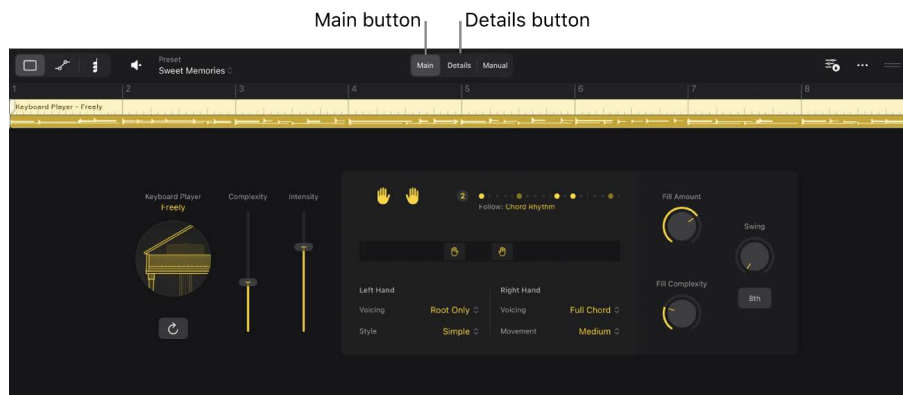 Main button
Details button
Preset
Sweet Memories
Main
Details
Manual
1
2
3
4
5
6
7
8
Keyboard Player - Freely
Keyboard Player
Freely
Complexity
Intensity
2
Follow: Chord Rhythm
Left Hand
Voicing
Root Only
Style
Simple
Right Hand
Voicing
Full Chord
Movement
Medium
Fill Amount
Swing
Fill Complexity
8th